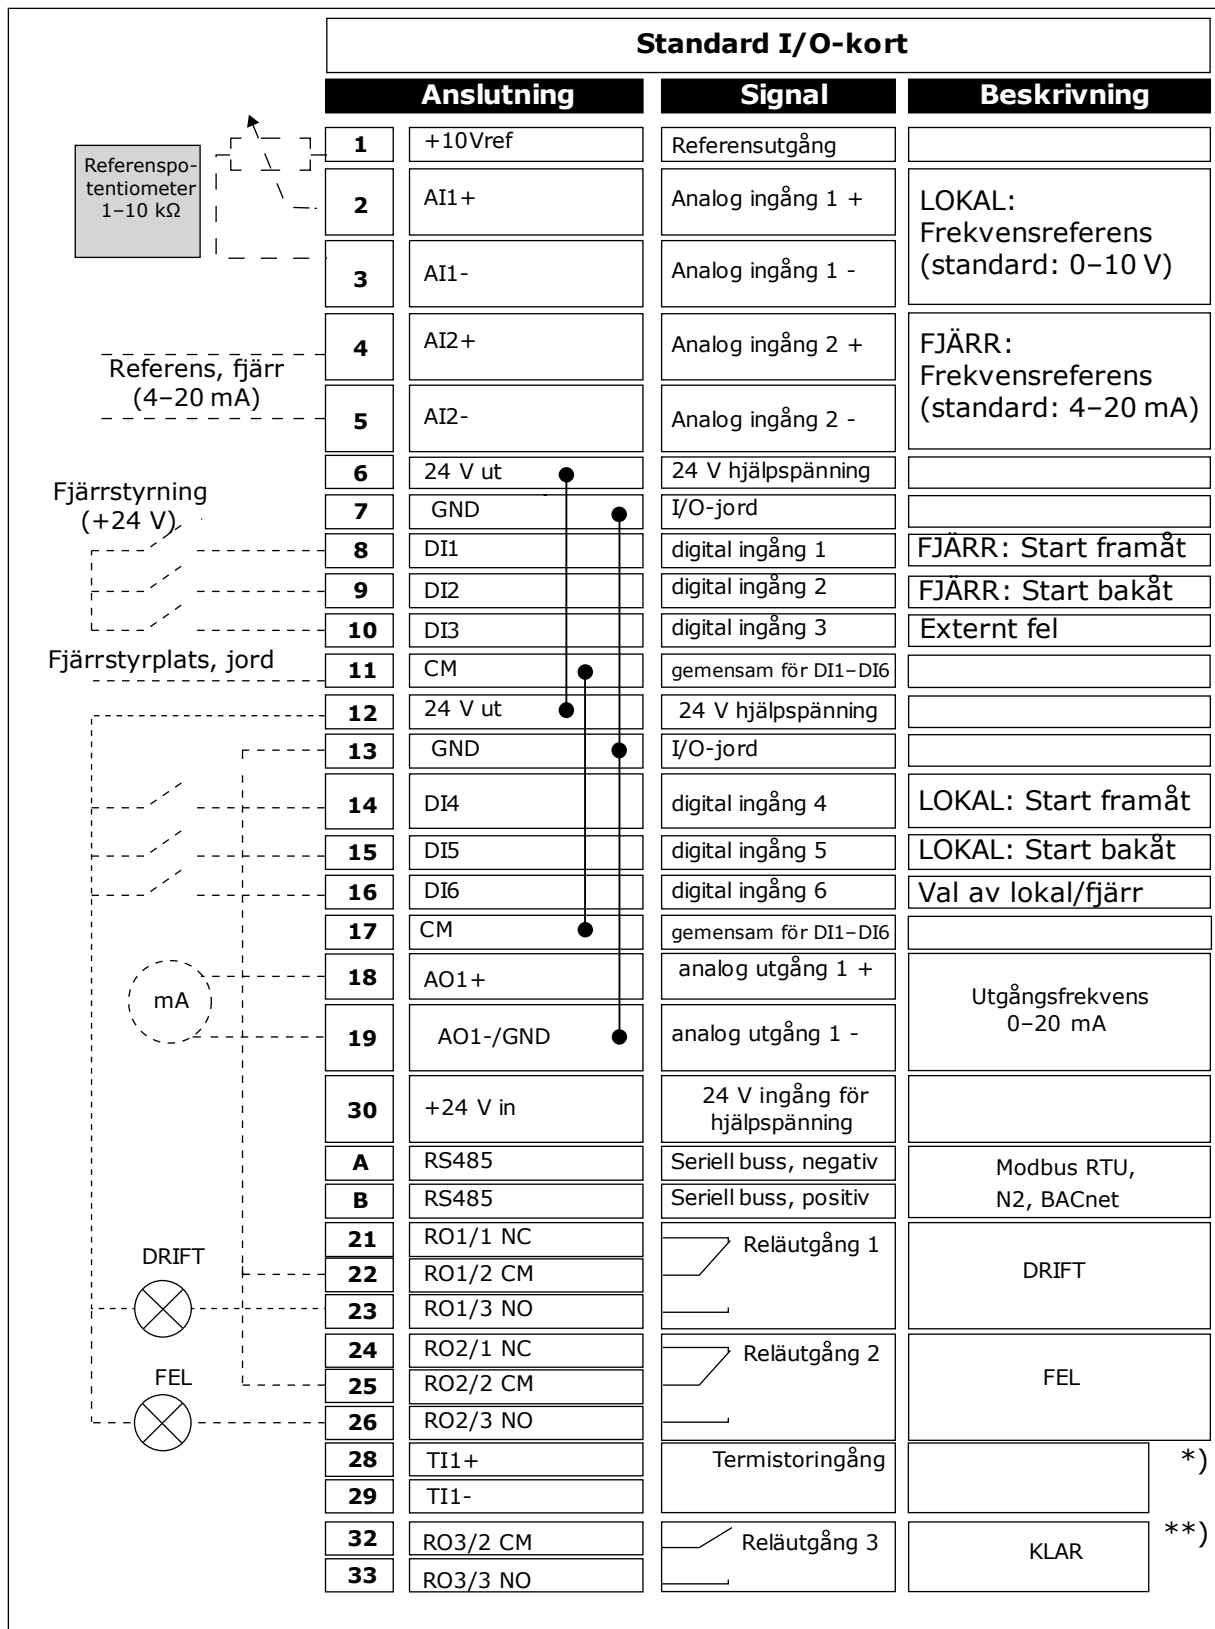 Standard I/O-kort
Anslutning Signal Beskrivning
Referenspo-
tentiometer
1–10 kΩ
1 +10Vref Referensutgång
2 AI1+ Analog ingång 1 +
3 AI1- Analog ingång 1 -
LOKAL:
Frekvensreferens
(standard: 0–10 V)
Referens, fjärr
(4–20 mA)
4 AI2+ Analog ingång 2 +
5 AI2- Analog ingång 2 -
FJÄRR:
Frekvensreferens
(standard: 4–20 mA)
6 24 V ut 24 V hjälpspänning
Fjärrstyrning
(+24 V)
7 GND I/O-jord
8 DI1 digital ingång 1 FJÄRR: Start framåt
9 DI2 digital ingång 2 FJÄRR: Start bakåt
10 DI3 digital ingång 3 Externt fel
Fjärrstyrplats, jord
11 CM gemensam för DI1–DI6
12 24 V ut 24 V hjälpspänning
13 GND I/O-jord
14 DI4 digital ingång 4 LOKAL: Start framåt
15 DI5 digital ingång 5 LOKAL: Start bakåt
16 DI6 digital ingång 6 Val av lokal/fjärr
17 CM gemensam för DI1–DI6
mA
18 AO1+ analog utgång 1 +
19 AO1-/GND analog utgång 1 -
Utgångsfrekvens
0–20 mA
30 +24 V in 24 V ingång för
hjälpspänning
A RS485 Seriell buss, negativ
B RS485 Seriell buss, positiv
Modbus RTU,
N2, BACnet
DRIFT
21 RO1/1 NC Reläutgång 1
22 RO1/2 CM DRIFT
23 RO1/3 NO
FEL
24 RO2/1 NC Reläutgång 2
25 RO2/2 CM FEL
26 RO2/3 NO
28 TI1+ Termistoringång *)
29 TI1-
32 RO3/2 CM Reläutgång 3 KLAR **)
33 RO3/3 NO